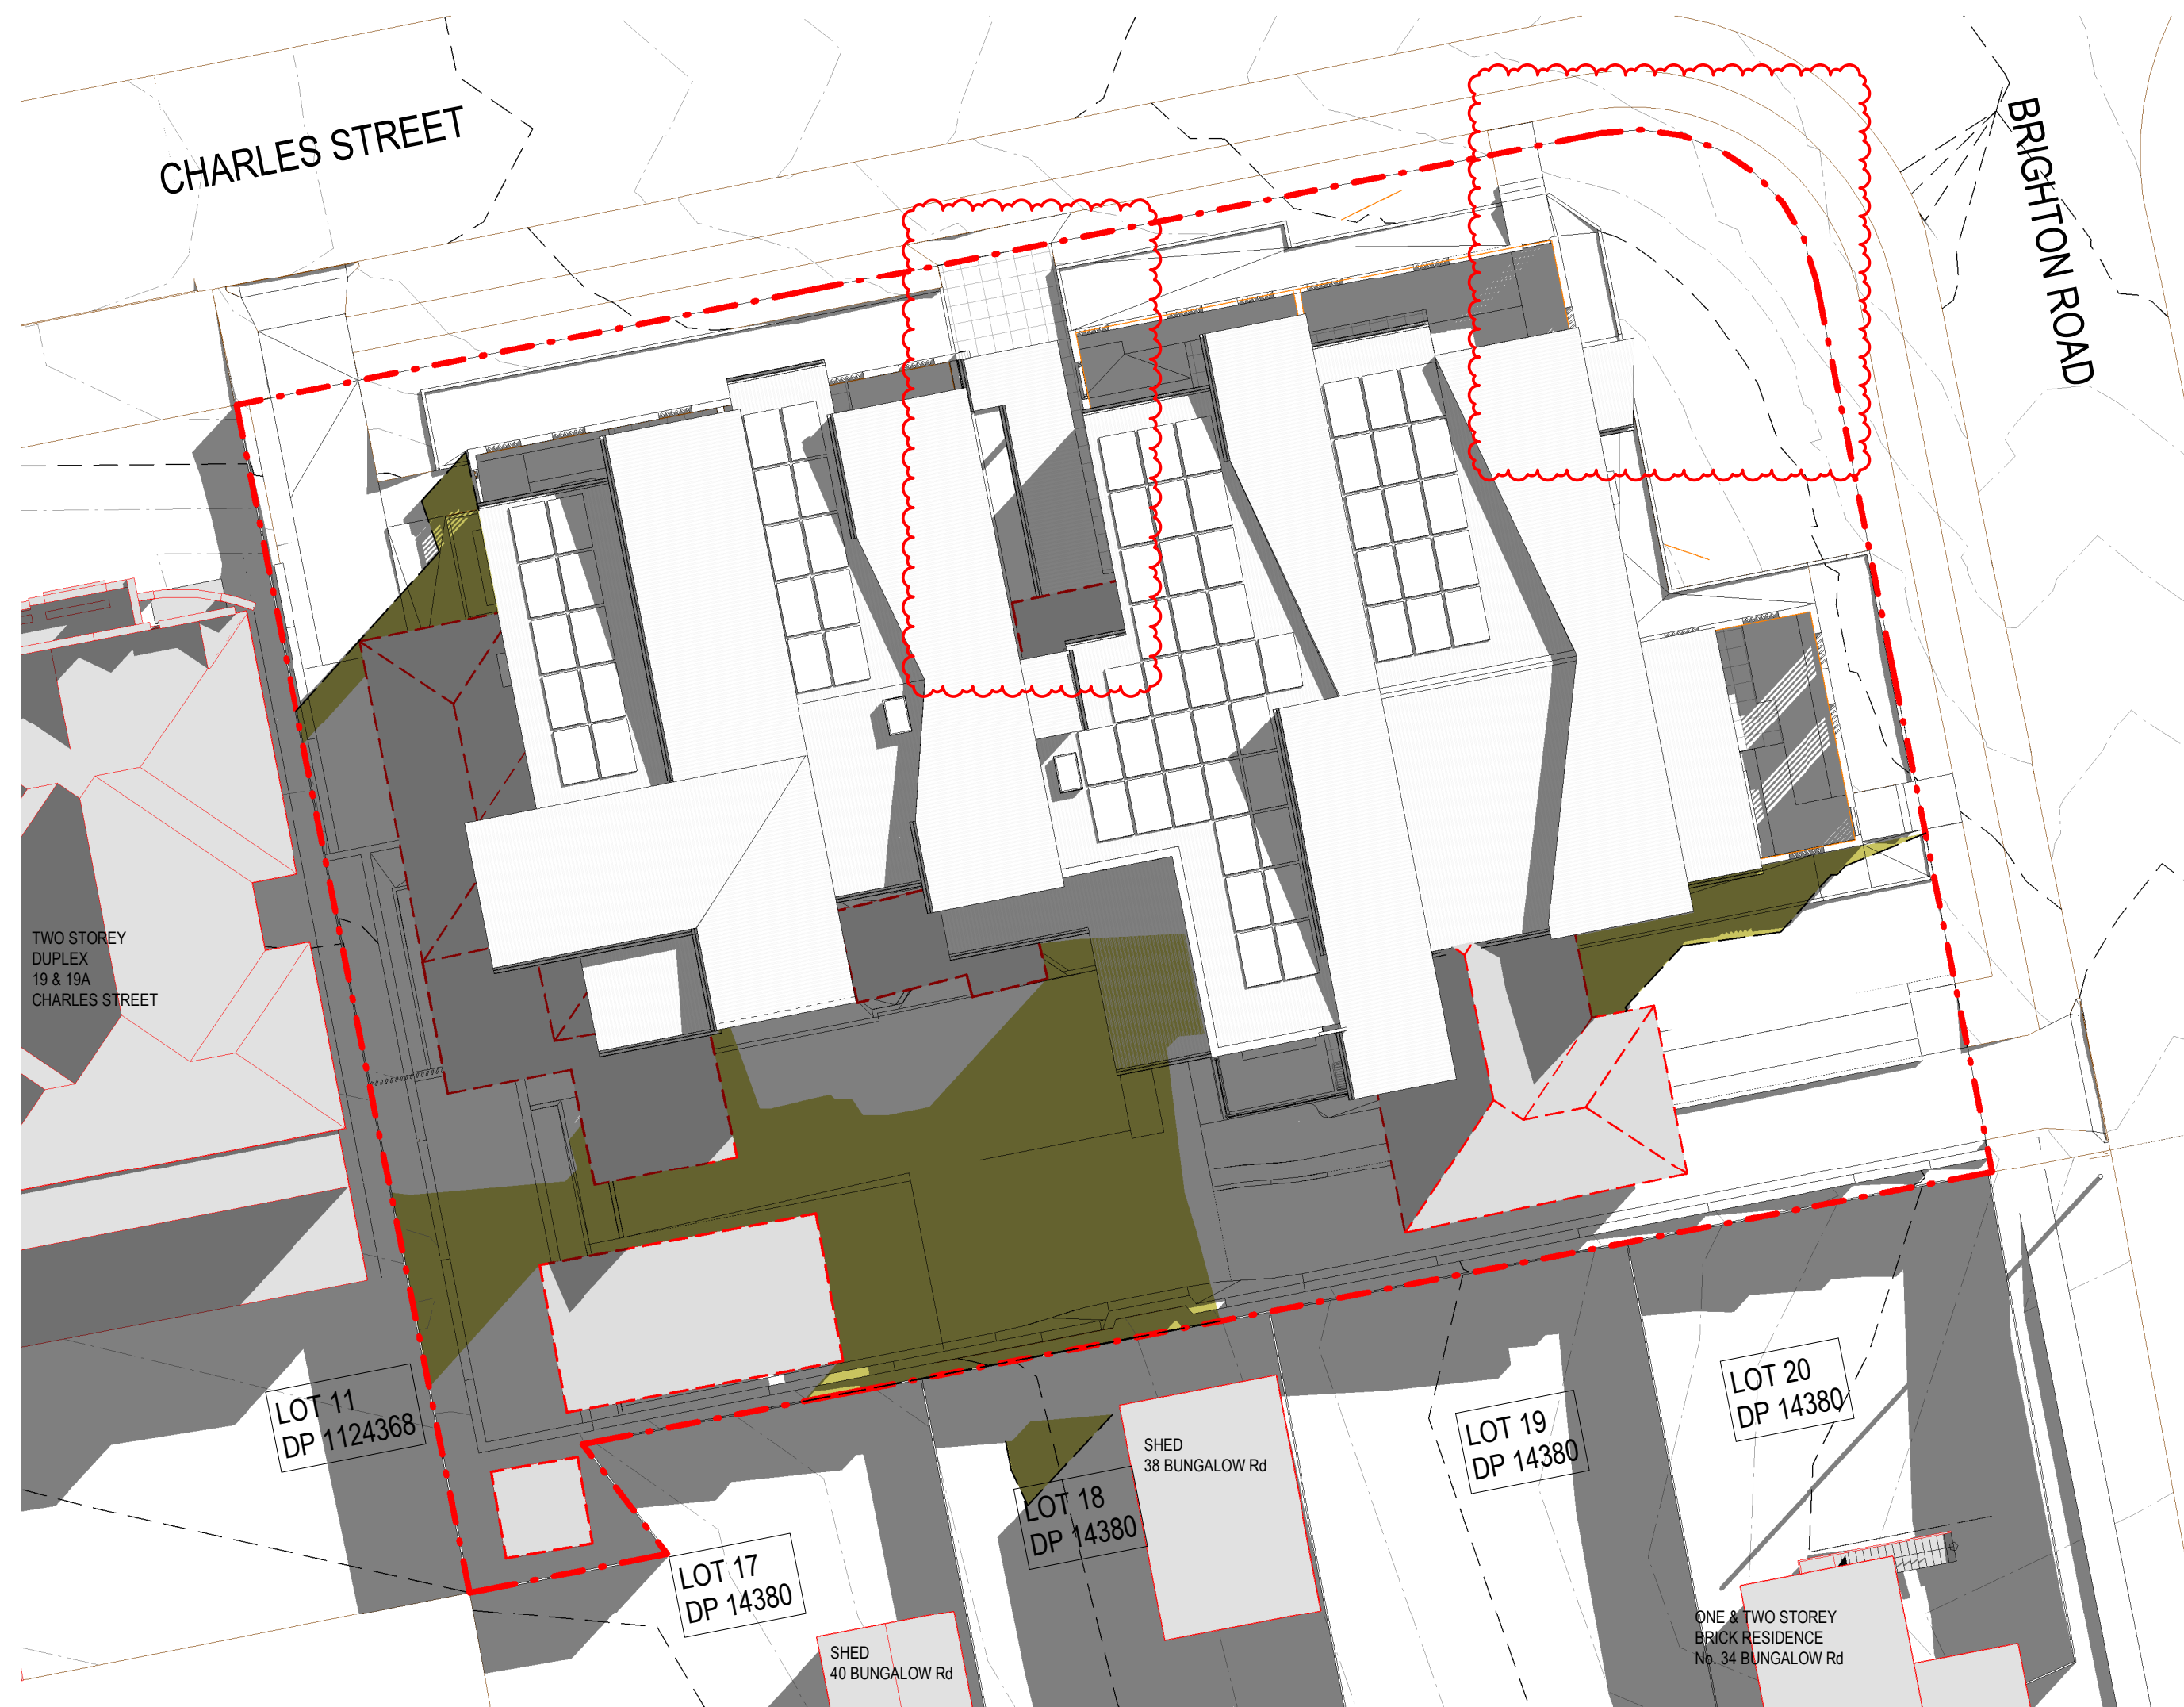 CHARLES STREET
BRIGHTON ROAD
TWO STOREY
DUPLEX
19 & 19A
CHARLES STREET
LOT 11
DP 1124368
LOT 20
DP 14380
LOT 19
DP 14380
SHED
38 BUNGALOW Rd
LOT 18
DP 14380
LOT 17
DP 14380
ONE & TWO STOREY
BRICK RESIDENCE
No. 34 BUNGALOW Rd
SHED
40 BUNGALOW Rd